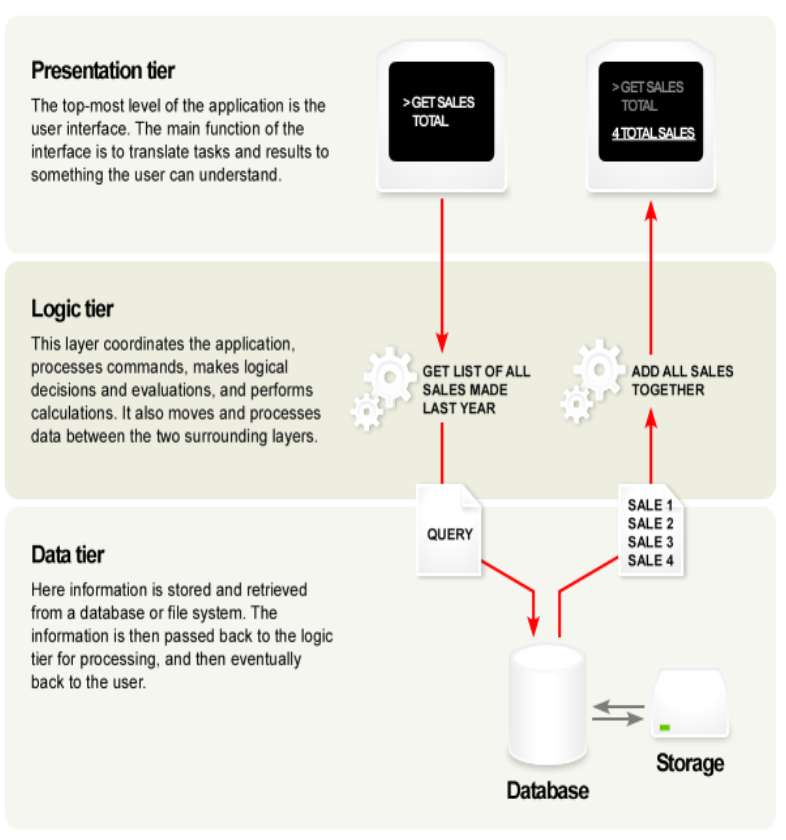 Presentation tier
The top-most level of the application is the
user interface. The main function of the
interface is to translate tasks and results to
something the user can understand.
>GET SALES
TOTAL
>GET SALES
TOTAL
4 TOTAL SALES
Logic tier
This layer coordinates the application,
processes commands, makes logical
decisions and evaluations, and performs
calculations. It also moves and processes
data between the two surrounding layers.
GET LIST OF ALL
SALES MADE
LAST YEAR
ADD ALL SALES
TOGETHER
QUERY
SALE 1
SALE 2
SALE 3
SALE 4
Data tier
Here information is stored and retrieved
from a database or file system. The
information is then passed back to the logic
tier for processing, and then eventually
back to the user.
Database
Storage